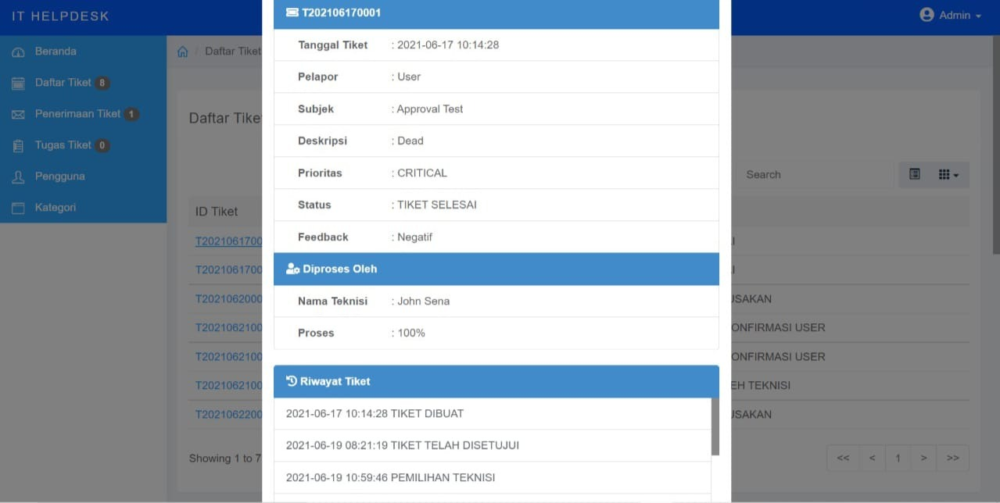 IT HELPDESK
Admin
Beranda
Daftar Tiket 8
Penerimaan Tiket 1
Tugas Tiket 0
Pengguna
Kategori
/ Daftar Tiket
Daftar Tike
Search
ID Tiket
T2021061700
T2021061700
T2021062000
USAKAN
T2021062100
ONFIRMASI USER
T2021062100
ONFIRMASI USER
T2021062100
EH TEKNISI
T2021062200
USAKAN
Showing 1 to 7
<< < 1 > >>
T202106170001
Tanggal Tiket : 2021-06-17 10:14:28
Pelapor : User
Subjek : Approval Test
Deskripsi : Dead
Prioritas : CRITICAL
Status : TIKET SELESAI
Feedback : Negatif
Diproses Oleh
Nama Teknisi : John Sena
Proses : 100%
Riwayat Tiket
2021-06-17 10:14:28 TIKET DIBUAT
2021-06-19 08:21:19 TIKET TELAH DISETUJUI
2021-06-19 10:59:46 PEMILIHAN TEKNISI